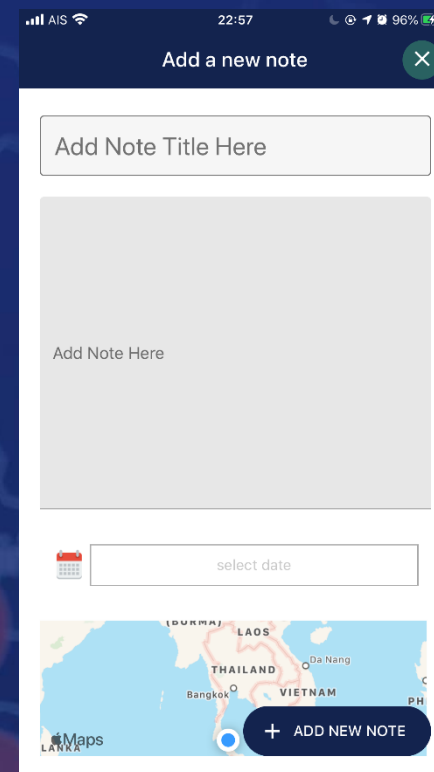 AIS 22:57 96%
Add a new note
Add Note Title Here
Add Note Here
select date
(BURMA)
LAOS
Da Nang
THAILAND
Bangkok
VIETNAM
PH
ADD NEW NOTE
Maps
LANKA